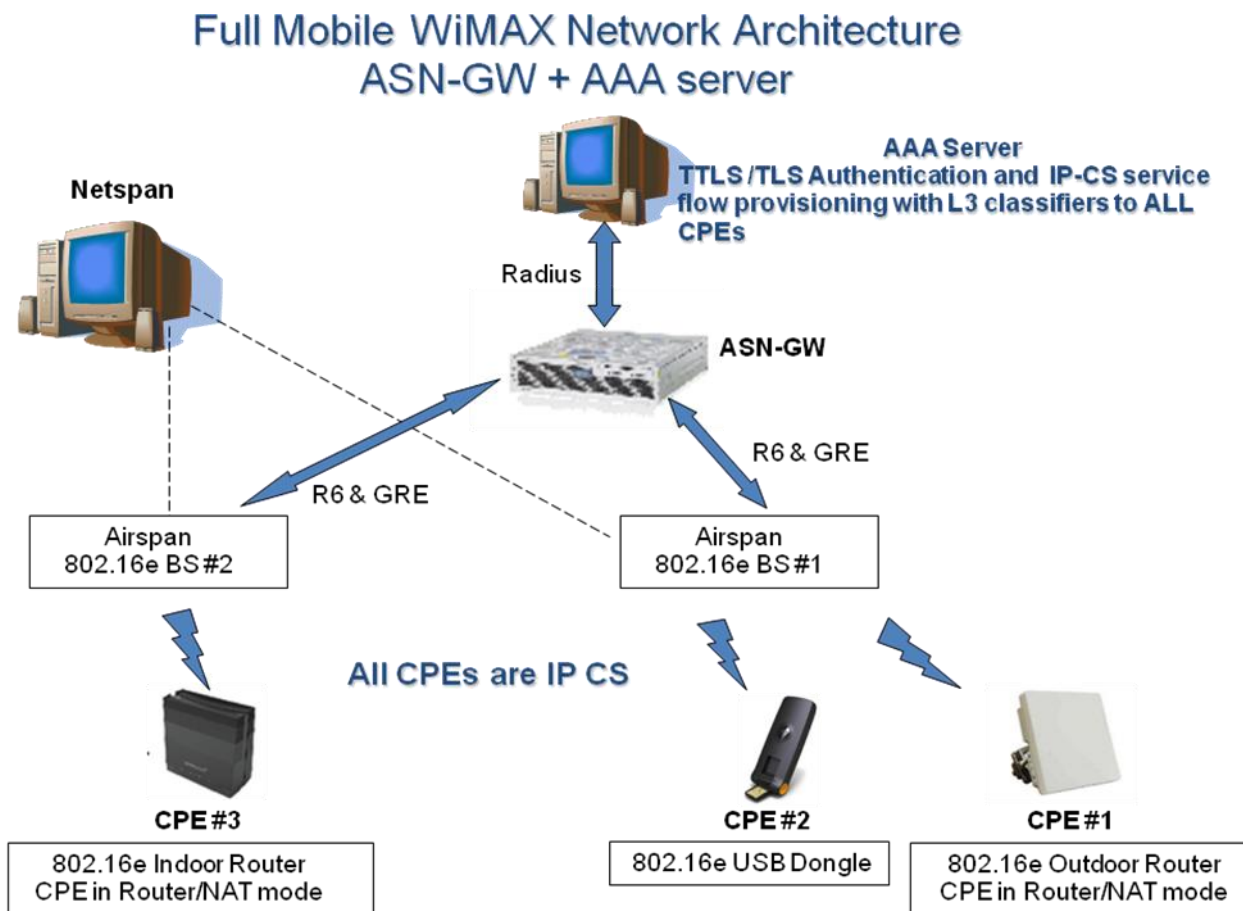 Full Mobile WiMAX Network Architecture
ASN-GW + AAA server
Netspan
AAA Server
TTLS /TLS Authentication and IP-CS service
flow provisioning with L3 classifiers to ALL
CPEs
Radius
ASN-GW
R6 & GRE
R6 & GRE
Airspan
802.16e BS #2
Airspan
802.16e BS #1
All CPEs are IP CS
CPE #3
CPE #2
CPE #1
802.16e Indoor Router
CPE in Router/NAT mode
802.16e USB Dongle
802.16e Outdoor Router
CPE in Router/NAT mode